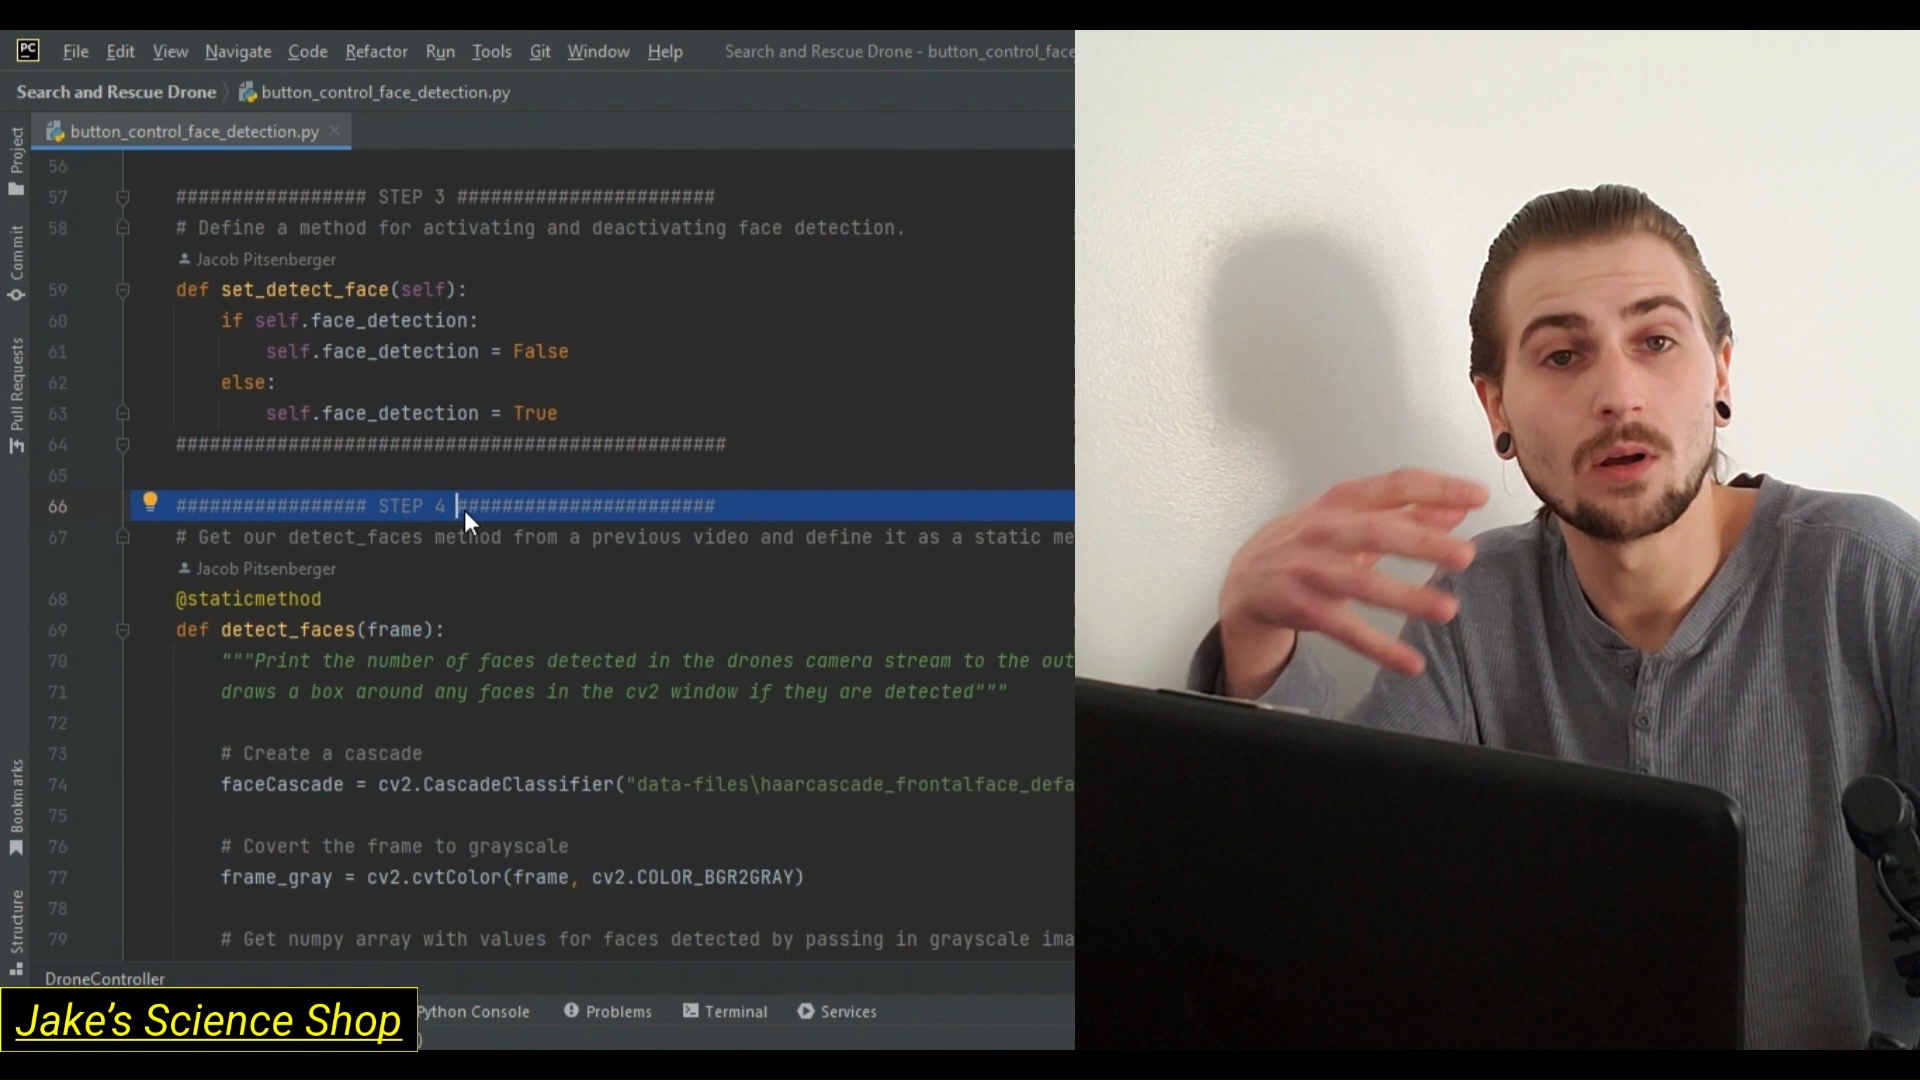 PC File Edit View Navigate Code Refactor Run Tools Git Window Help Search and Rescue Drone - button_control_face
Search and Rescue Drone button_control_face_detection.py
button_control_face_detection.py
Project
Commit
Pull Requests
Bookmarks
Structure
56
57 ################# STEP 3 #######################
58 # Define a method for activating and deactivating face detection.
Jacob Pitsenberger
59 def set_detect_face(self):
60 if self.face_detection:
61 self.face_detection = False
62 else:
63 self.face_detection = True
64 #################################################
65
66 ################# STEP 4 #######################
67 # Get our detect_faces method from a previous video and define it as a static me
Jacob Pitsenberger
68 @staticmethod
69 def detect_faces(frame):
70 """Print the number of faces detected in the drones camera stream to the out
71 draws a box around any faces in the cv2 window if they are detected"""
72
73 # Create a cascade
74 faceCascade = cv2.CascadeClassifier("data-files\haarcascade_frontalface_defa
75
76 # Covert the frame to grayscale
77 frame_gray = cv2.cvtColor(frame, cv2.COLOR_BGR2GRAY)
78
79 # Get numpy array with values for faces detected by passing in grayscale ima
DroneController
Jake's Science Shop
Python Console Problems Terminal Services